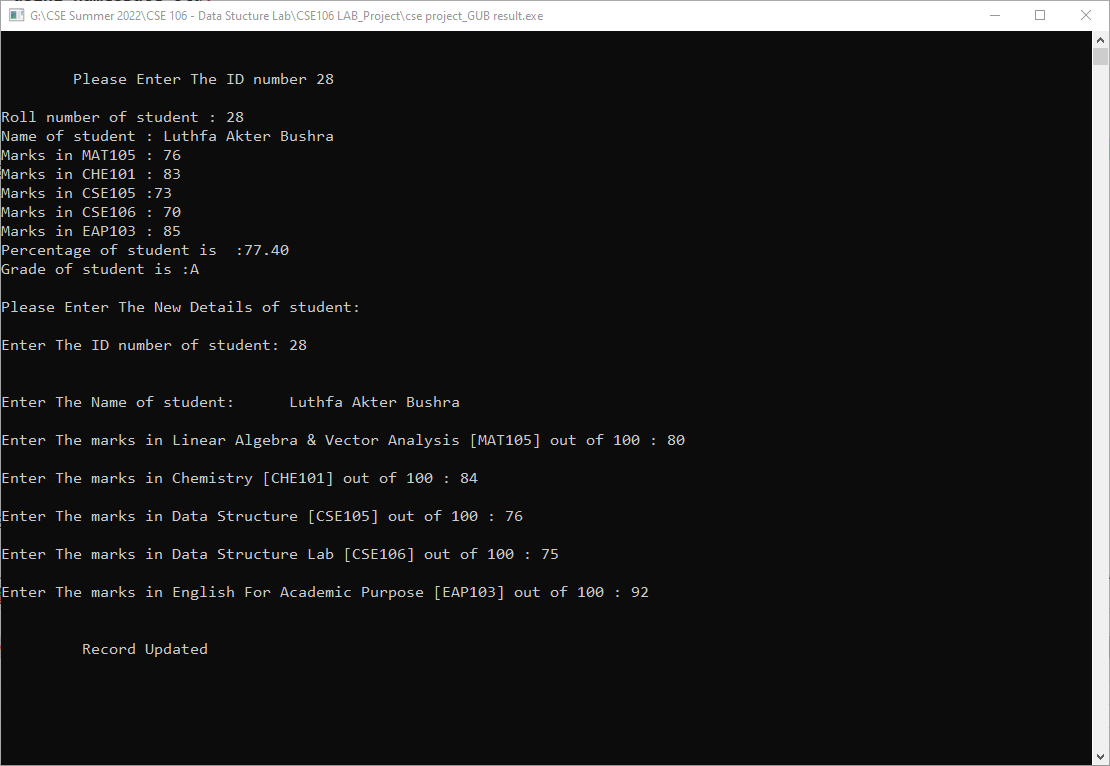 G:\CSE Summer 2022\CSE 106 - Data Stucture Lab\CSE106 LAB_Project\cse project_GUB result.exe
Please Enter The ID number 28
Roll number of student : 28
Name of student : Luthfa Akter Bushra
Marks in MAT105 : 76
Marks in CHE101 : 83
Marks in CSE105 :73
Marks in CSE106 : 70
Marks in EAP103 : 85
Percentage of student is  :77.40
Grade of student is :A
Please Enter The New Details of student:
Enter The ID number of student: 28
Enter The Name of student:      Luthfa Akter Bushra
Enter The marks in Linear Algebra & Vector Analysis [MAT105] out of 100 : 80
Enter The marks in Chemistry [CHE101] out of 100 : 84
Enter The marks in Data Structure [CSE105] out of 100 : 76
Enter The marks in Data Structure Lab [CSE106] out of 100 : 75
Enter The marks in English For Academic Purpose [EAP103] out of 100 : 92
Record Updated